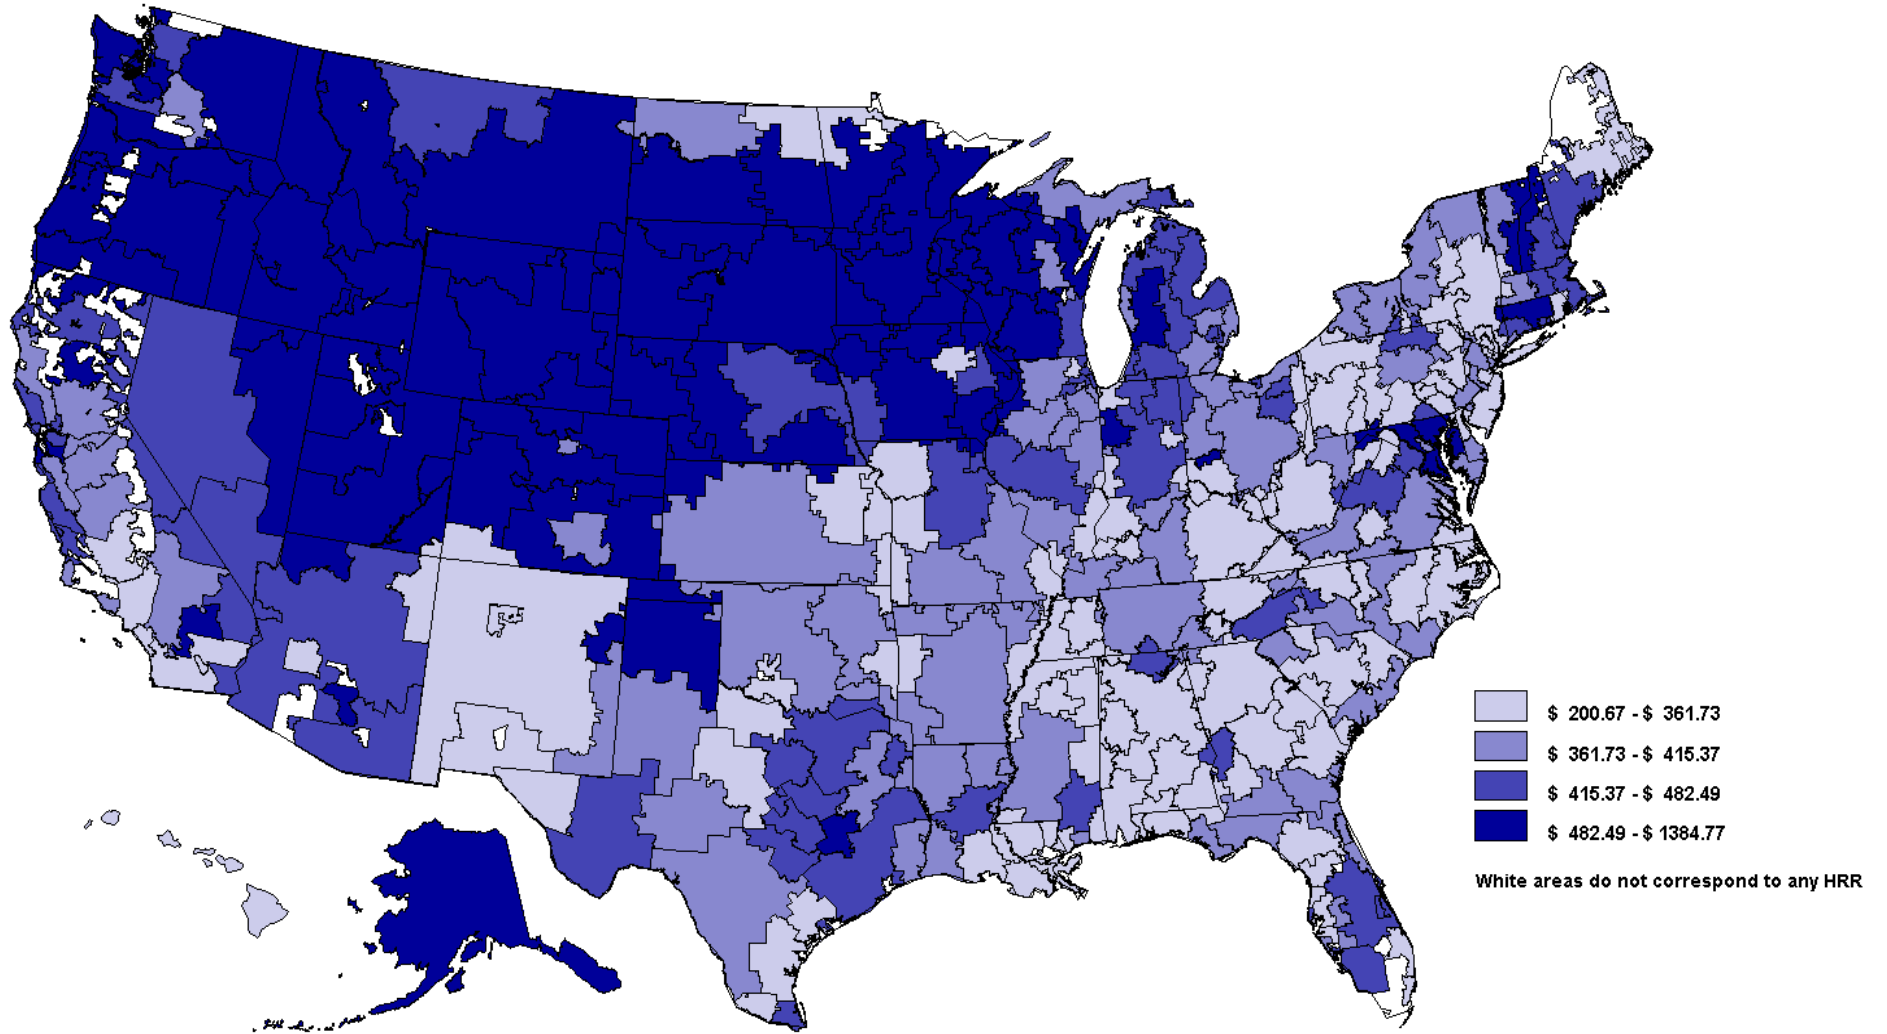 $ 200.67 - $ 361.73
$ 361.73 - $ 415.37
$ 415.37 - $ 482.49
$ 482.49 - $ 1384.77
White areas do not correspond to any HRR